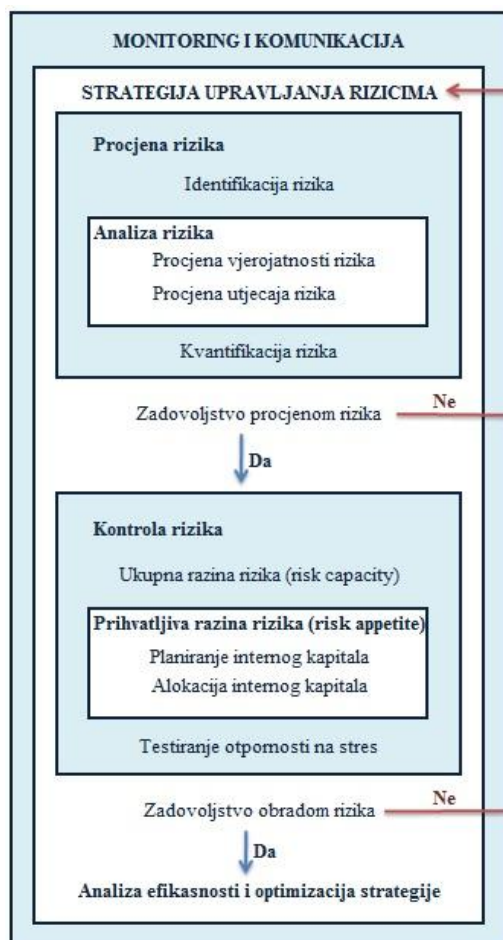 MONITORING I KOMUNIKACIJA
STRATEGIJA UPRAVLJANJA RIZICIMA
Procjena rizika
Identifikacija rizika
Analiza rizika
Procjena vjerojatnosti rizika
Procjena utjecaja rizika
Kvantifikacija rizika
Zadovoljstvo procjenom rizika
Ne
Da
Kontrola rizika
Ukupna razina rizika (risk capacity)
Prihvatljiva razina rizika (risk appetite)
Planiranje internog kapitala
Alokacija internog kapitala
Testiranje otpornosti na stres
Zadovoljstvo obradom rizika
Ne
Da
Analiza efikasnosti i optimizacija strategije